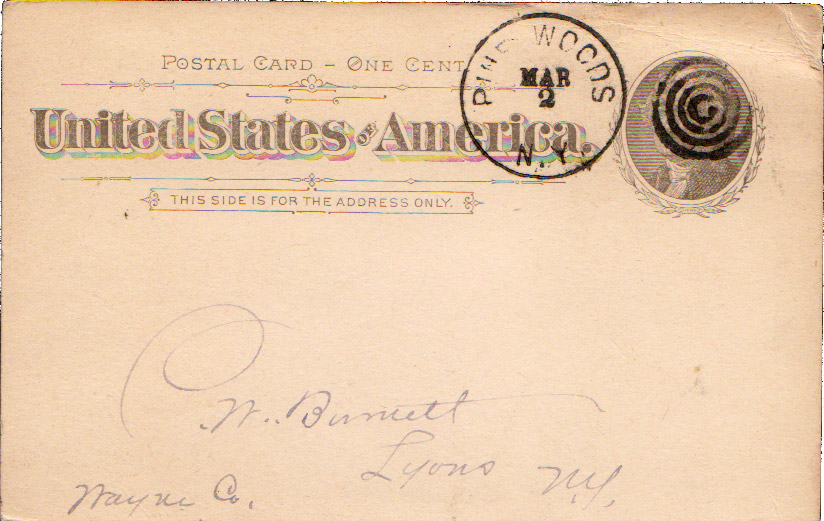 POSTAL CARD – ONE CENT
United States OF America.
THIS SIDE IS FOR THE ADDRESS ONLY.
PINE WOODS
MAR
2
N.Y.
C. W. Burnett
Lyons N.Y.
Wayne Co.